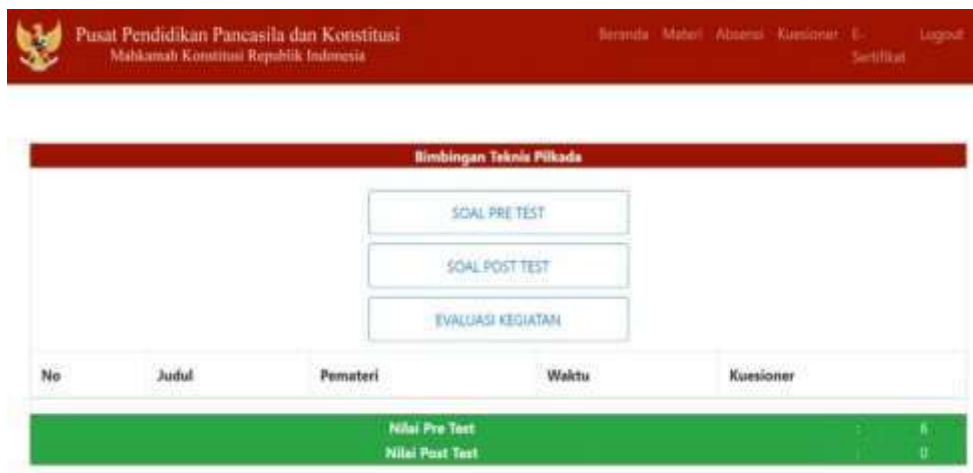 Pusat Pendidikan Pancasila dan Konstitusi
Mahkamah Konstitusi Republik Indonesia
Beranda Materi Absensi Kuesioner E-Sertifikat Logout
Bimbingan Teknis Pilkada
SOAL PRE TEST
SOAL POST TEST
EVALUASI KEGIATAN
No Judul Pemateri Waktu Kuesioner
Nilai Pre Test : 6
Nilai Post Test : 0